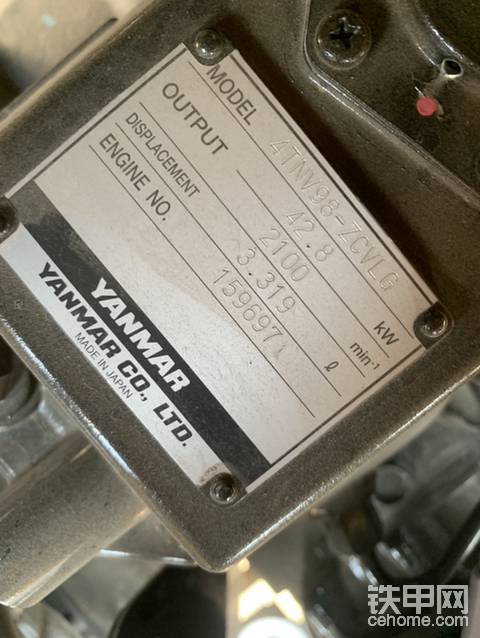 MODEL 4TNV98-ZCVLG
OUTPUT 42.8 kW
2100 min-1
DISPLACEMENT 3.319 ℓ
ENGINE NO. 159697
YANMAR
YANMAR CO., LTD.
MADE IN JAPAN
铁甲网
cehome.com